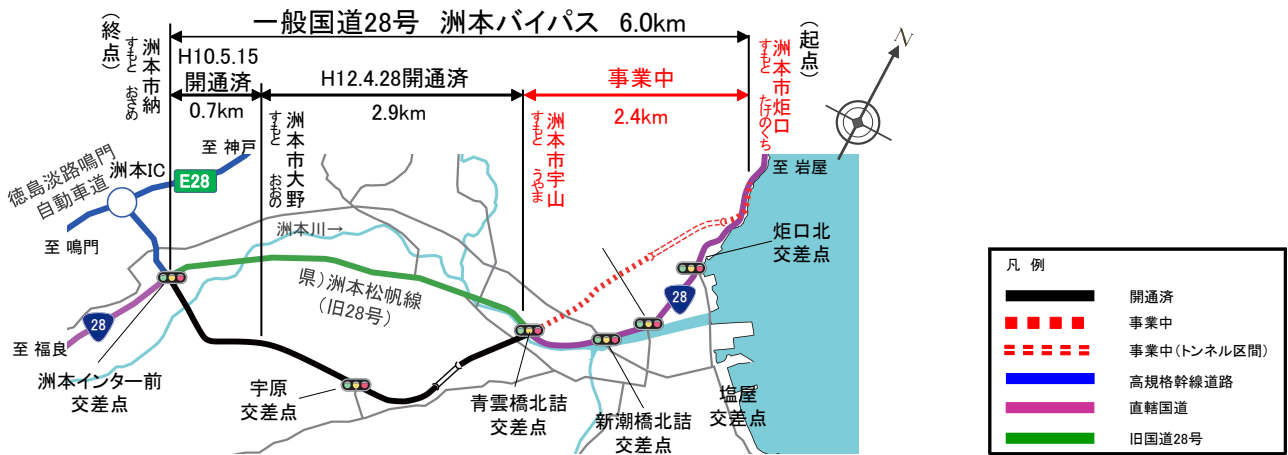 一般国道28号 洲本バイパス 6.0km
(終点)
洲本市納
すもと おさめ
H10.5.15
開通済
0.7km
H12.4.28開通済
2.9km
事業中
2.4km
(起点)
洲本市炬口
すもと たけのくち
N
洲本市大野
すもと おおの
洲本市宇山
すもと うやま
至 神戸
洲本IC
E28
徳島淡路鳴門
自動車道
至 鳴門
洲本川→
県)洲本松帆線
(旧28号)
至 岩屋
炬口北
交差点
28
28
至 福良
洲本インター前
交差点
宇原
交差点
青雲橋北詰
交差点
新潮橋北詰
交差点
塩屋
交差点
凡 例
開通済
事業中
事業中(トンネル区間)
高規格幹線道路
直轄国道
旧国道28号